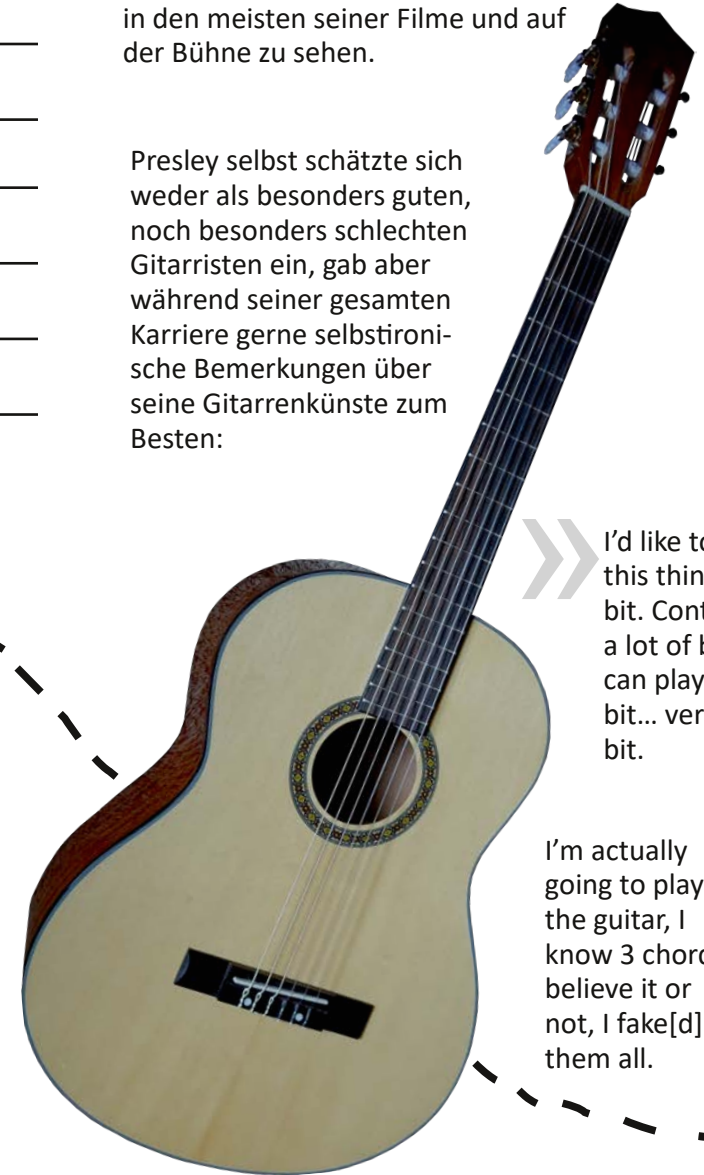 in den meisten seiner Filme und auf
der Bühne zu sehen.
Presley selbst schätzte sich
weder als besonders guten,
noch besonders schlechten
Gitarristen ein, gab aber
während seiner gesamten
Karriere gerne selbstironi-
sche Bemerkungen über
seine Gitarrenkünste zum
Besten:
I’d like to
this
bit.
a lot of
can play
bit...
bit.
I’m actually
going to play
the guitar, I
know 3
believe it or
not, I fake[d]
them all.